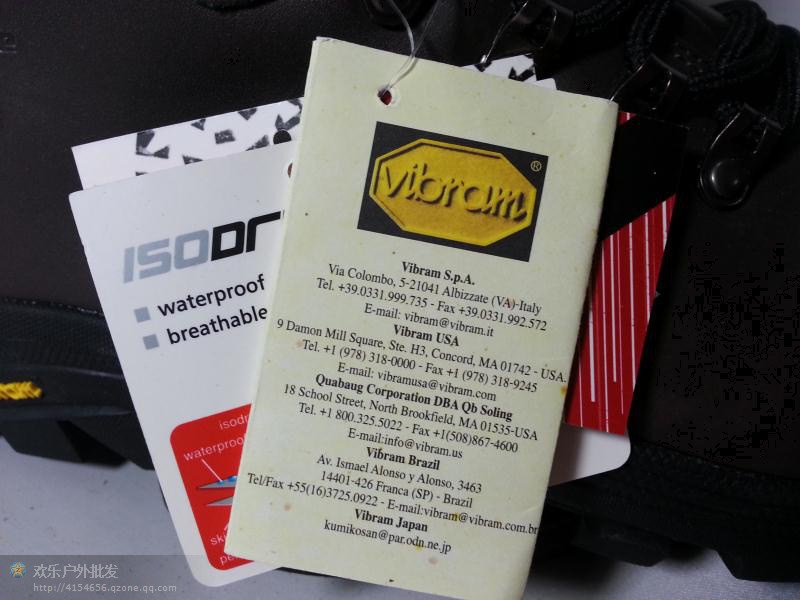 vibram
®
Vibram S.p.A.
Via Colombo, 5-21041 Albizzate (VA)-Italy
Tel. +39.0331.999.735 - Fax +39.0331.992.572
E-mail: vibram@vibram.it
Vibram USA
9 Damon Mill Square, Ste. H3, Concord, MA 01742 - USA.
Tel. +1 (978) 318-0000 - Fax +1 (978) 318-9245
E-mail: vibramusa@vibram.com
Quabaug Corporation DBA Qb Soling
18 School Street, North Brookfield, MA 01535-USA
Tel. +1 800.325.5022 - Fax +1(508)867-4600
E-mail:info@vibram.us
Vibram Brazil
Av. Ismael Alonso y Alonso, 3463
14401-426 Franca (SP) - Brazil
Tel/Fax +55(16)3725.0922 - E-mail:vibram@vibram.com.br
Vibram Japan
kumikosan@par.odn.ne.jp
ISODR
waterproof
breathable
isodr
waterproo
欢乐户外批发
http://4154656.qzone.qq.com